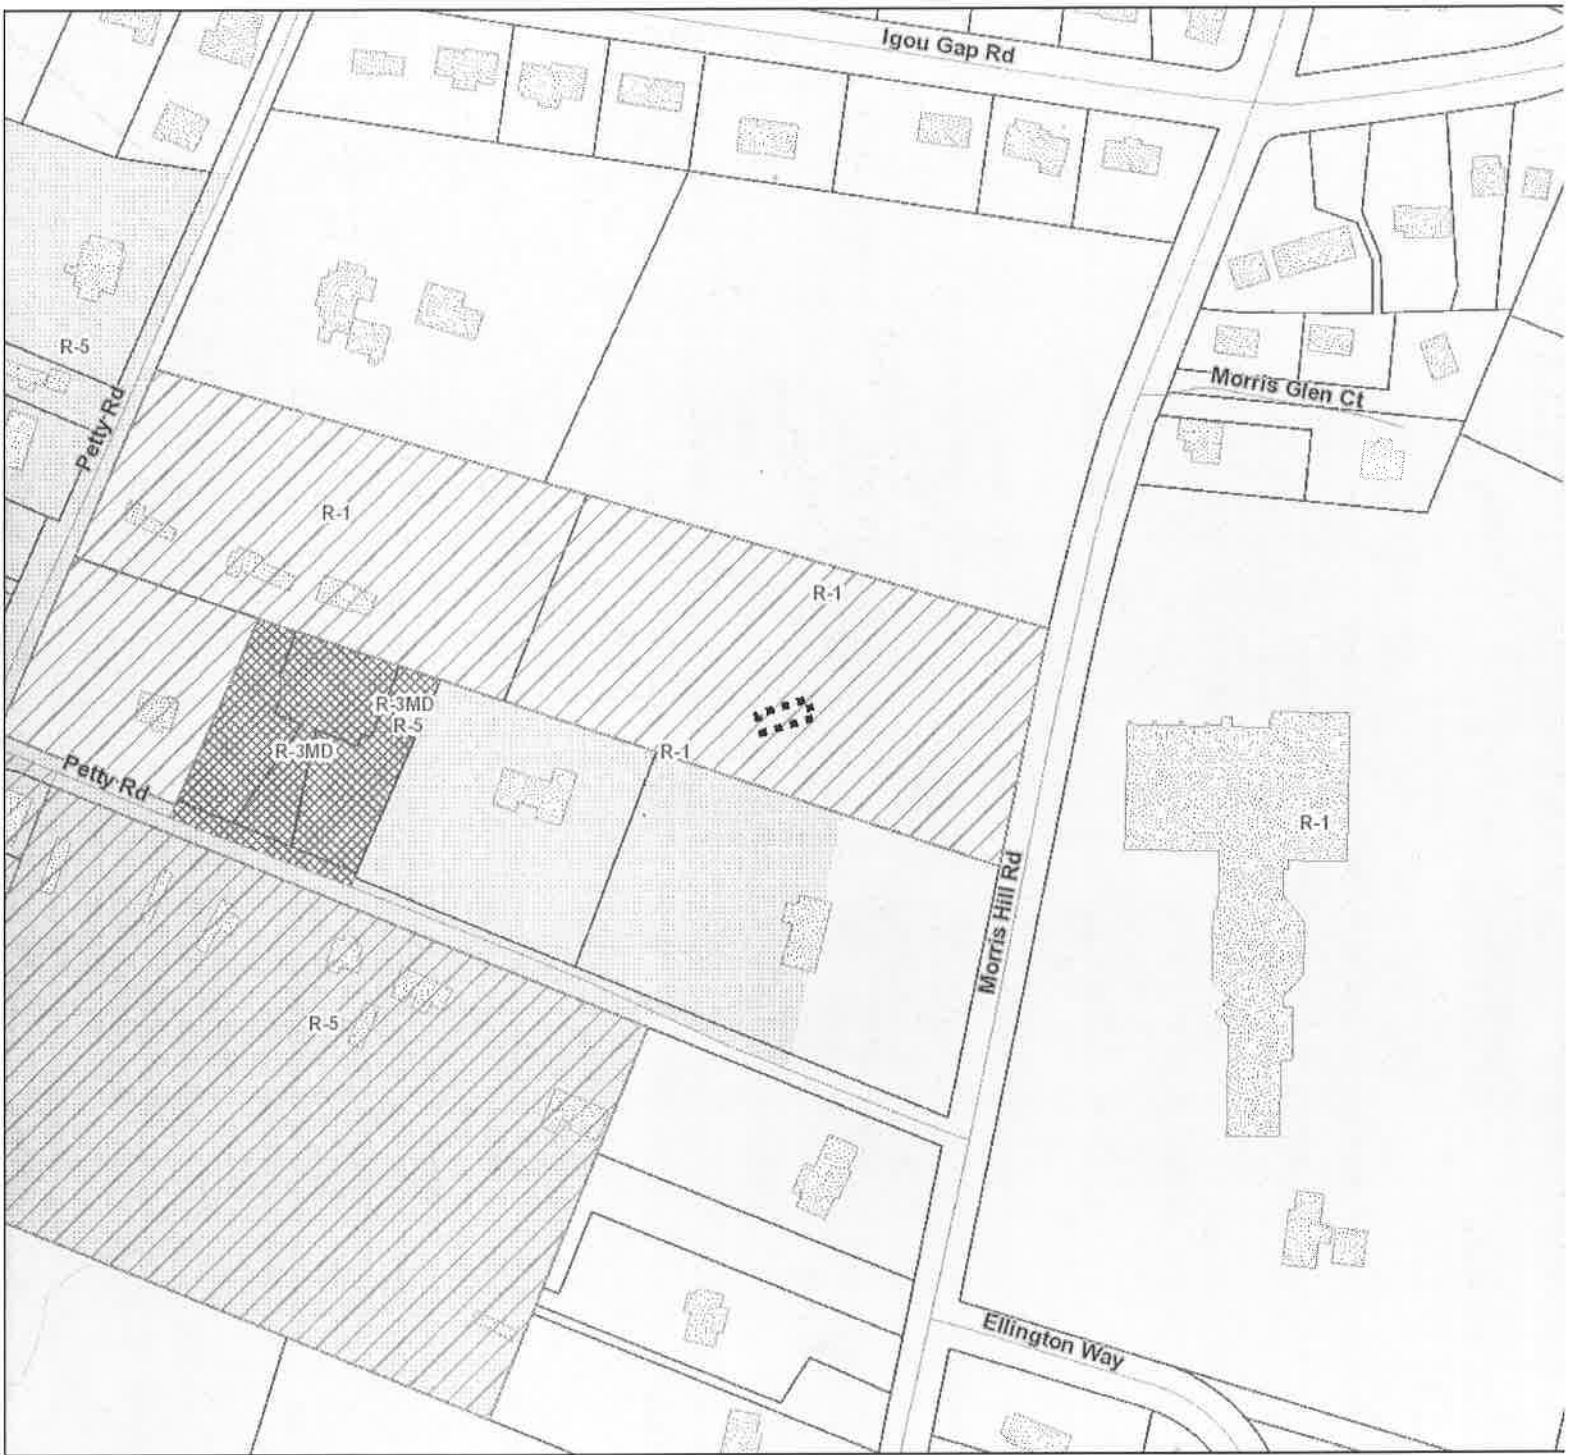 Igou Gap Rd
R-5
Petty Rd
Morris Glen Ct
R-1
R-1
R-3MD
R-5
R-3MD
R-1
Petty Rd
R-1
Morris Hill Rd
R-5
Ellington Way